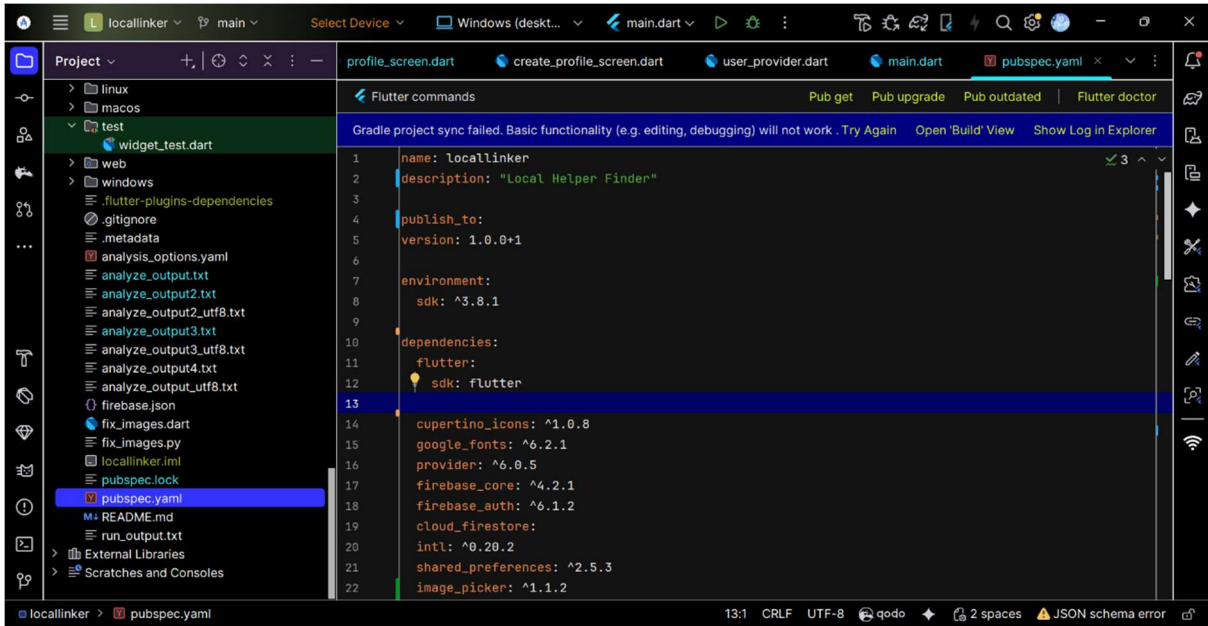 L locallinker main Select Device Windows (deskt... main.dart
Project
linux
macos
test
widget_test.dart
web
windows
.flutter-plugins-dependencies
.gitignore
.metadata
analysis_options.yaml
analyze_output.txt
analyze_output2.txt
analyze_output2_utf8.txt
analyze_output3.txt
analyze_output3_utf8.txt
analyze_output4.txt
analyze_output_utf8.txt
firebase.json
fix_images.dart
fix_images.py
locallinker.iml
pubspec.lock
pubspec.yaml
README.md
run_output.txt
External Libraries
Scratches and Consoles
profile_screen.dart create_profile_screen.dart user_provider.dart main.dart pubspec.yaml
Flutter commands Pub get Pub upgrade Pub outdated Flutter doctor
Gradle project sync failed. Basic functionality (e.g. editing, debugging) will not work . Try Again Open 'Build' View Show Log in Explorer
1 name: locallinker 3
2 description: "Local Helper Finder"
3
4 publish_to:
5 version: 1.0.0+1
6
7 environment:
8 sdk: ^3.8.1
9
10 dependencies:
11 flutter:
12 sdk: flutter
13
14 cupertino_icons: ^1.0.8
15 google_fonts: ^6.2.1
16 provider: ^6.0.5
17 firebase_core: ^4.2.1
18 firebase_auth: ^6.1.2
19 cloud_firestore:
20 intl: ^0.20.2
21 shared_preferences: ^2.5.3
22 image_picker: ^1.1.2
locallinker > pubspec.yaml 13:1 CRLF UTF-8 qodo 2 spaces JSON schema error